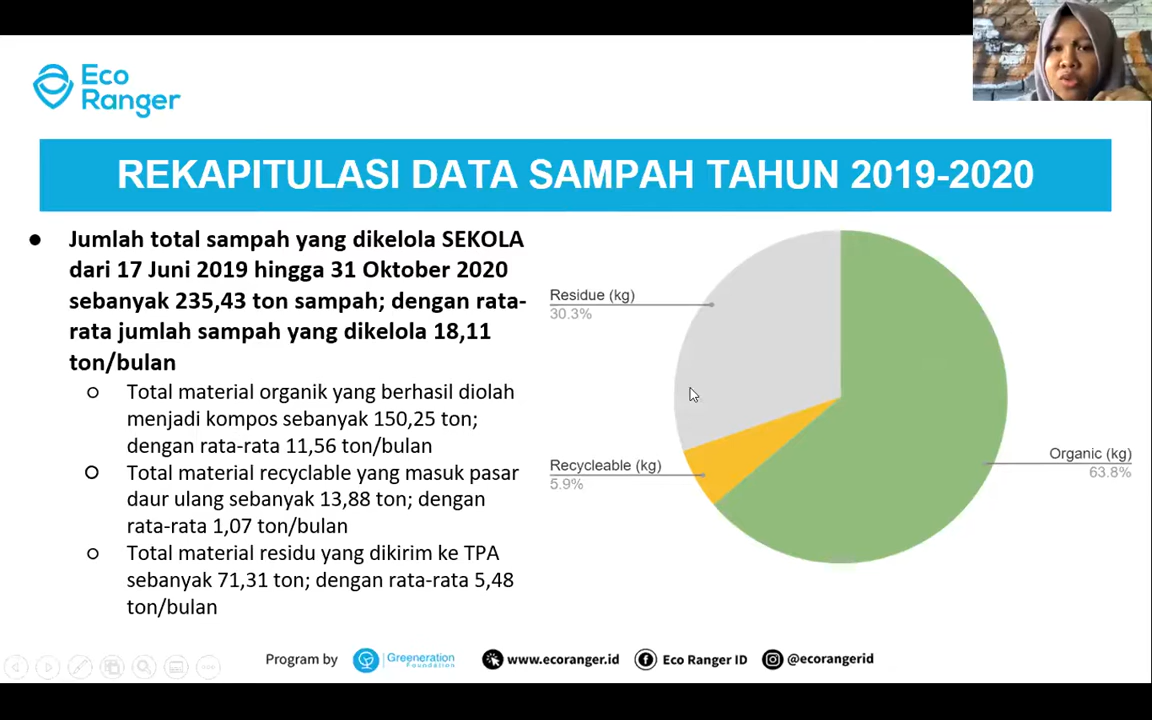 Eco
Ranger
REKAPITULASI DATA SAMPAH TAHUN 2019-2020
● Jumlah total sampah yang dikelola SEKOLA
dari 17 Juni 2019 hingga 31 Oktober 2020
sebanyak 235,43 ton sampah; dengan rata-
rata jumlah sampah yang dikelola 18,11
ton/bulan
○ Total material organik yang berhasil diolah
menjadi kompos sebanyak 150,25 ton;
dengan rata-rata 11,56 ton/bulan
○ Total material recyclable yang masuk pasar
daur ulang sebanyak 13,88 ton; dengan
rata-rata 1,07 ton/bulan
○ Total material residu yang dikirim ke TPA
sebanyak 71,31 ton; dengan rata-rata 5,48
ton/bulan
Residue (kg)
30.3%
Recycleable (kg)
5.9%
Organic (kg)
63.8%
Program by Greeneration Foundation www.ecoranger.id Eco Ranger ID @ecorangerid